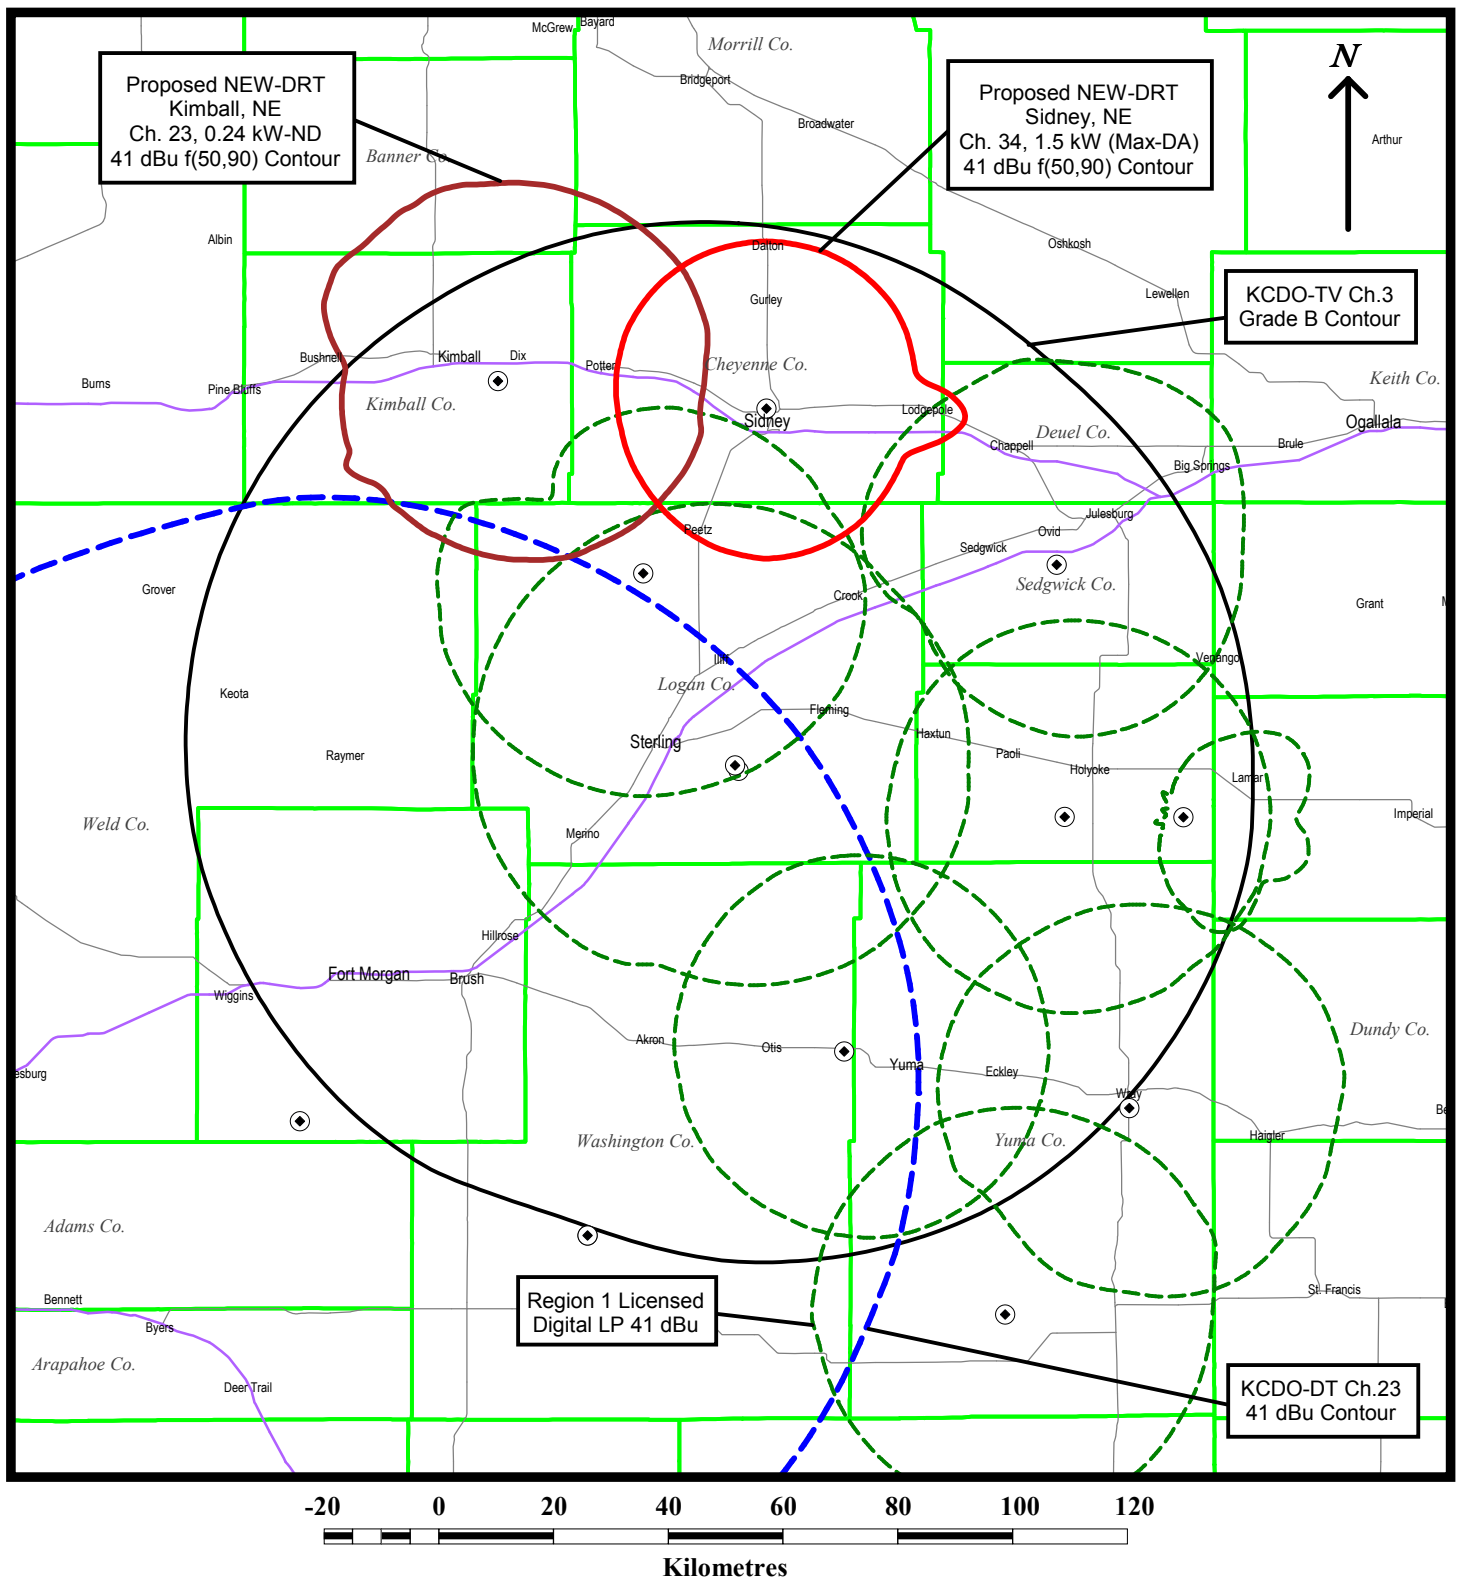 McGrew
Bayard
Morrill Co.
N
Bridgeport
Proposed NEW-DRT
Kimball, NE
Ch. 23, 0.24 kW-ND
41 dBu f(50,90) Contour
Proposed NEW-DRT
Sidney, NE
Ch. 34, 1.5 kW (Max-DA)
41 dBu f(50,90) Contour
Broadwater
Arthur
Banner Co.
Albin
Dalton
Oshkosh
Gurley
Lewellen
KCDO-TV Ch.3
Grade B Contour
Bushnell
Kimball
Dix
Potter
Cheyenne Co.
Keith Co.
Burns
Pine Bluffs
Kimball Co.
Lodgepole
Sidney
Deuel Co.
Ogallala
Chappell
Brule
Big Springs
Peetz
Julesburg
Ovid
Sedgwick
Grover
Crook
Sedgwick Co.
Grant
Iliff
Venango
Logan Co.
Keota
Fleming
Sterling
Haxtun
Raymer
Paoli
Holyoke
Lamar
Weld Co.
Merino
Imperial
Hillrose
Fort Morgan
Brush
Wiggins
Akron
Otis
Dundy Co.
Yuma
Eckley
esburg
Wray
Be
Washington Co.
Yuma Co.
Haigler
Adams Co.
Bennett
Region 1 Licensed
Digital LP 41 dBu
St. Francis
Byers
Arapahoe Co.
Deer Trail
KCDO-DT Ch.23
41 dBu Contour
-20 0 20 40 60 80 100 120
Kilometres